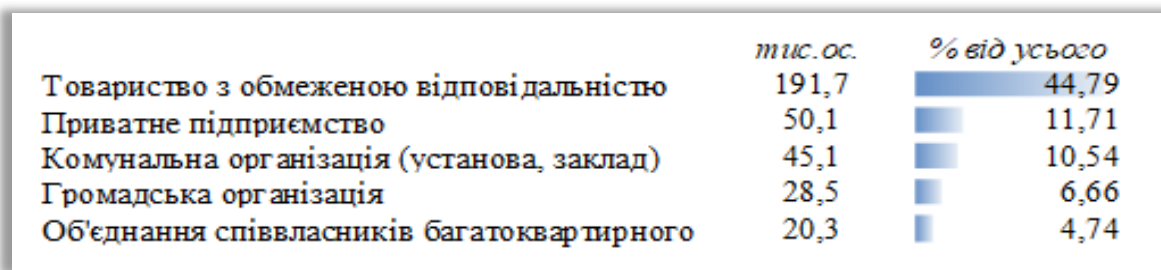 тис.ос. % від усього
Товариство з обмеженою відповідальністю 191,7 44,79
Приватне підприємство 50,1 11,71
Комунальна організація (установа, заклад) 45,1 10,54
Громадська організація 28,5 6,66
Об'єднання співвласників багатоквартирного 20,3 4,74